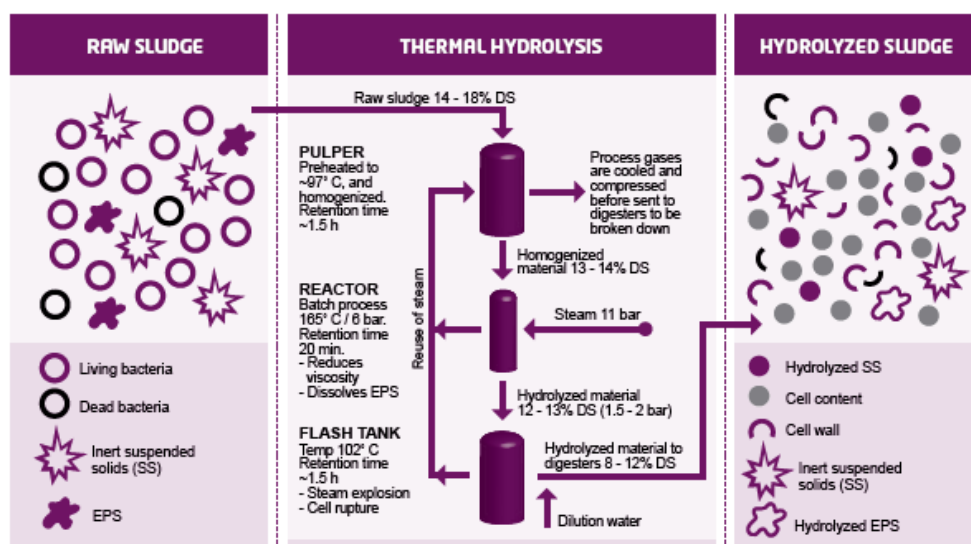 RAW SLUDGE
Living bacteria
Dead bacteria
Inert suspended
solids (SS)
EPS
THERMAL HYDROLYSIS
Raw sludge 14 - 18% DS
PULPER
Preheated to
~97° C, and
homogenized.
Retention time
~1.5 h
Process gases
are cooled and
compressed
before sent to
digesters to be
broken down
Homogenized
material 13 - 14% DS
Reuse of steam
REACTOR
Batch process
165° C / 6 bar.
Retention time
20 min.
- Reduces
viscosity
- Dissolves EPS
Steam 11 bar
Hydrolyzed material
12 - 13% DS (1.5 - 2 bar)
FLASH TANK
Temp 102° C
Retention time
~1.5 h
- Steam explosion
- Cell rupture
Hydrolyzed material to
digesters 8 - 12% DS
Dilution water
HYDROLYZED SLUDGE
Hydrolyzed SS
Cell content
Cell wall
Inert suspended
solids (SS)
Hydrolyzed EPS